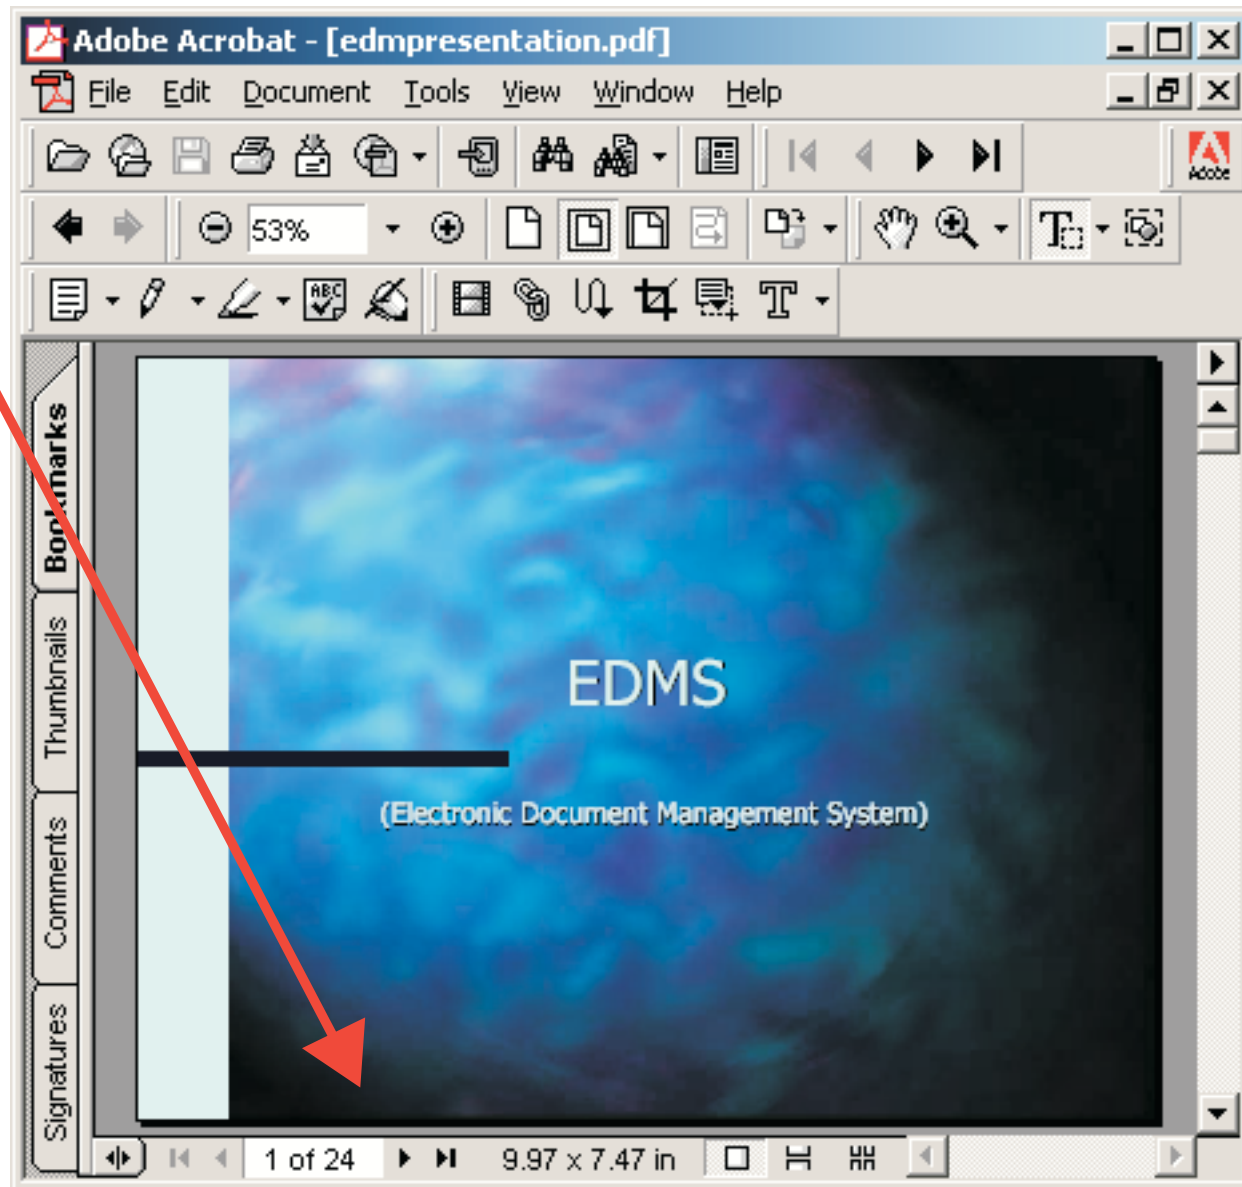 Adobe Acrobat - [edmpresentation.pdf]
File Edit Document Tools View Window Help
Adobe
53%
T
ABC
T
Bookmarks
Thumbnails
Comments
Signatures
EDMS
(Electronic Document Management System)
1 of 24 9.97 x 7.47 in